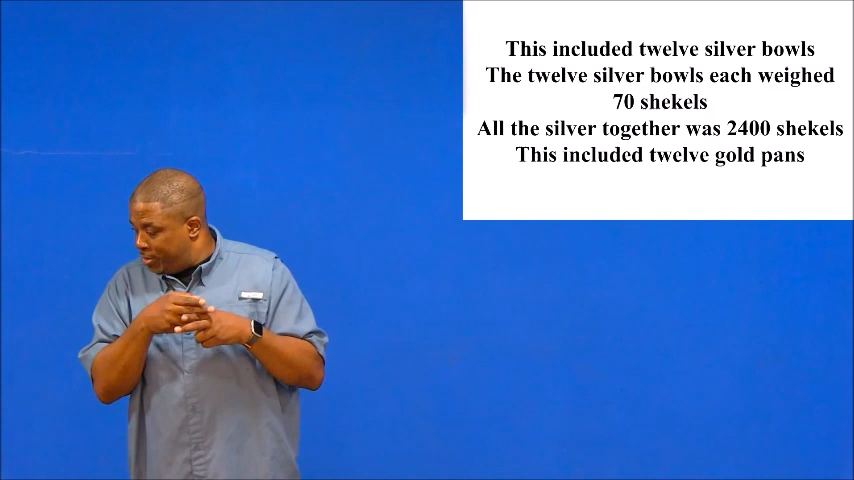 This included twelve silver bowls
The twelve silver bowls each weighed
70 shekels
All the silver together was 2400 shekels
This included twelve gold pans